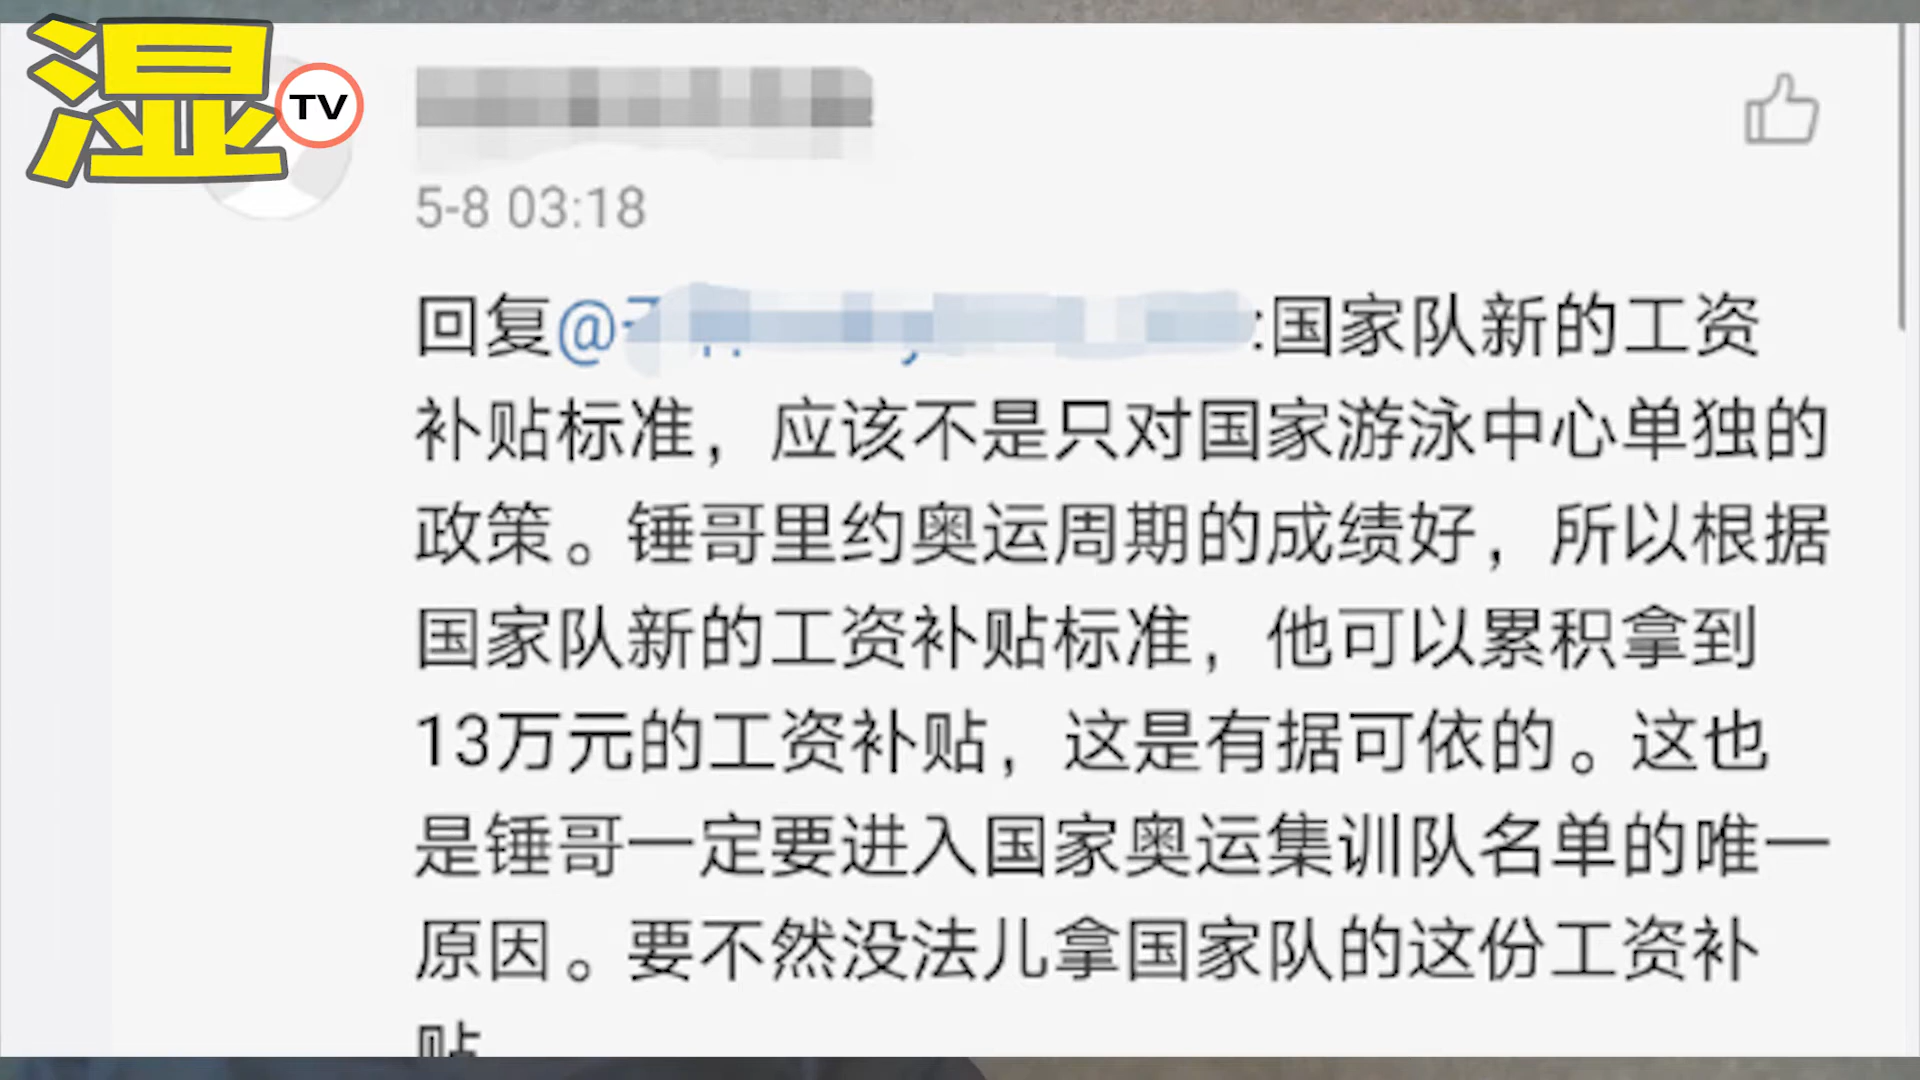 湿
TV
5-8 03:18
回复@ :国家队新的工资
补贴标准，应该不是只对国家游泳中心单独的
政策。锤哥里约奥运周期的成绩好，所以根据
国家队新的工资补贴标准，他可以累积拿到
13万元的工资补贴，这是有据可依的。这也
是锤哥一定要进入国家奥运集训队名单的唯一
原因。要不然没法儿拿国家队的这份工资补
贴